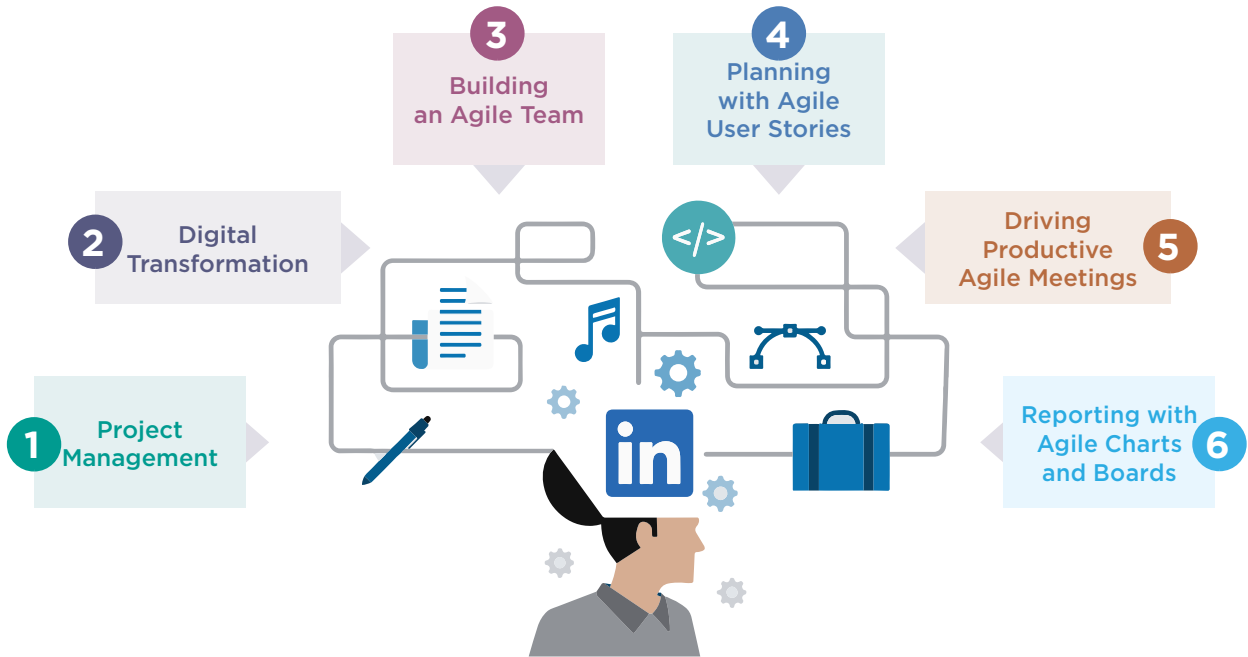 1
Project
Management
2
Digital
Transformation
3
Building
an Agile Team
4
Planning
with Agile
User Stories
</>
5
Driving
Productive
Agile Meetings
6
Reporting with
Agile Charts
and Boards
in